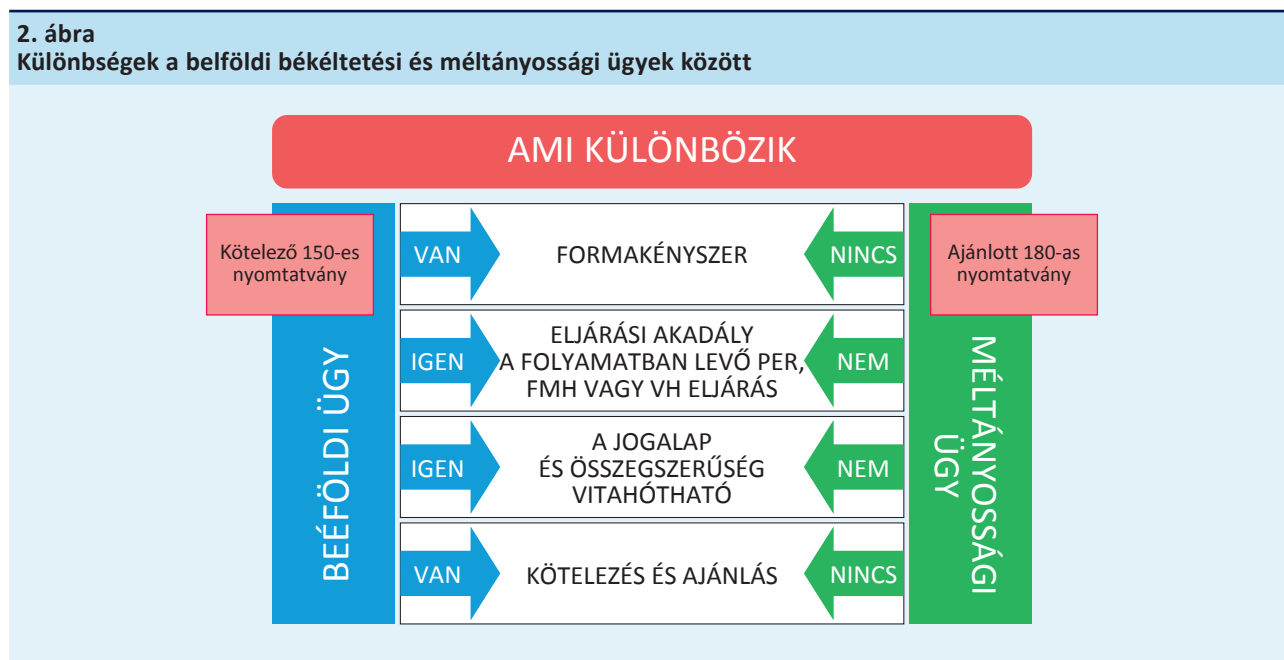 2. ábra
Különbségek a belföldi békéltetési és méltányossági ügyek között
AMI KÜLÖNBÖZIK
BEÉFÖLDI ÜGY
Kötelező 150-es
nyomtatvány
VAN
FORMAKÉNYSZER
NINCS
Ajánlott 180-as
nyomtatvány
IGEN
ELJÁRÁSI AKADÁLY
A FOLYAMATBAN LEVŐ PER,
FMH VAGY VH ELJÁRÁS
NEM
IGEN
A JOGALAP
ÉS ÖSSZEGSZERŰSÉG
VITAHÓTHATÓ
NEM
VAN
KÖTELEZÉS ÉS AJÁNLÁS
NINCS
MÉLTÁNYOSSÁGI
ÜGY